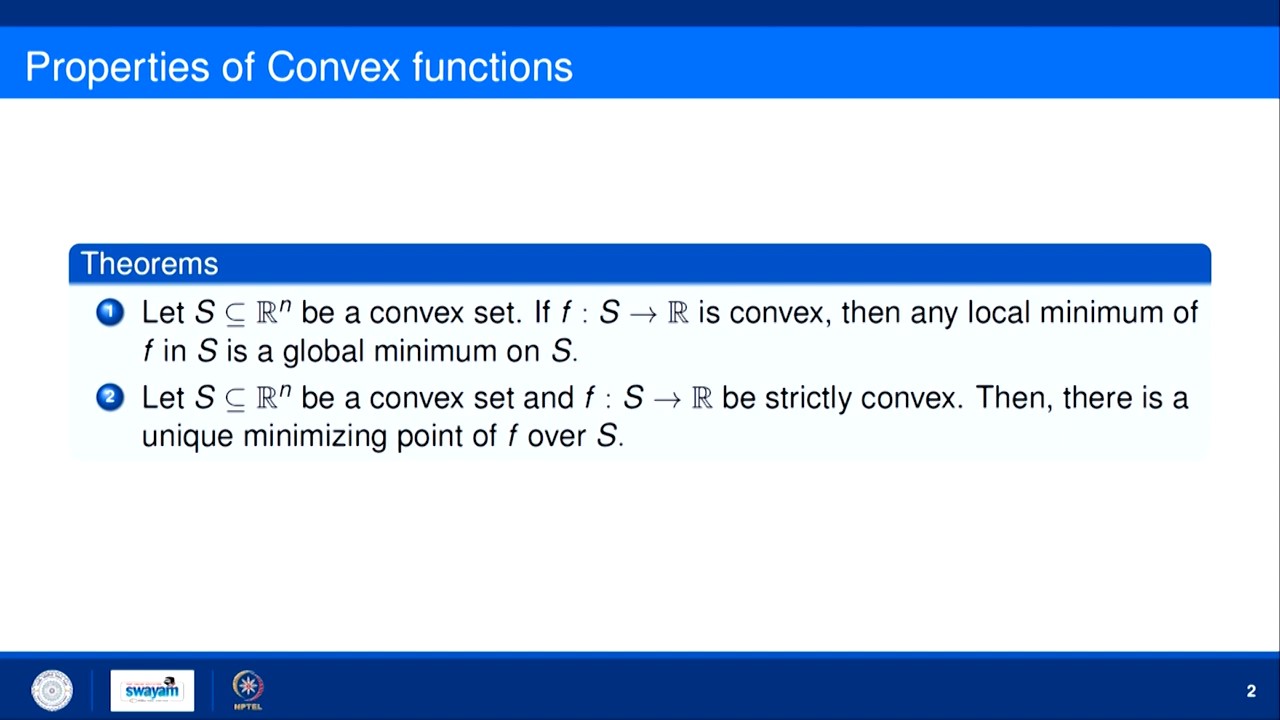 Properties of Convex functions
Theorems
1 Let S ⊆ ℝⁿ be a convex set. If f : S → ℝ is convex, then any local minimum of
f in S is a global minimum on S.
2 Let S ⊆ ℝⁿ be a convex set and f : S → ℝ be strictly convex. Then, there is a
unique minimizing point of f over S.
swayam
NPTEL
2